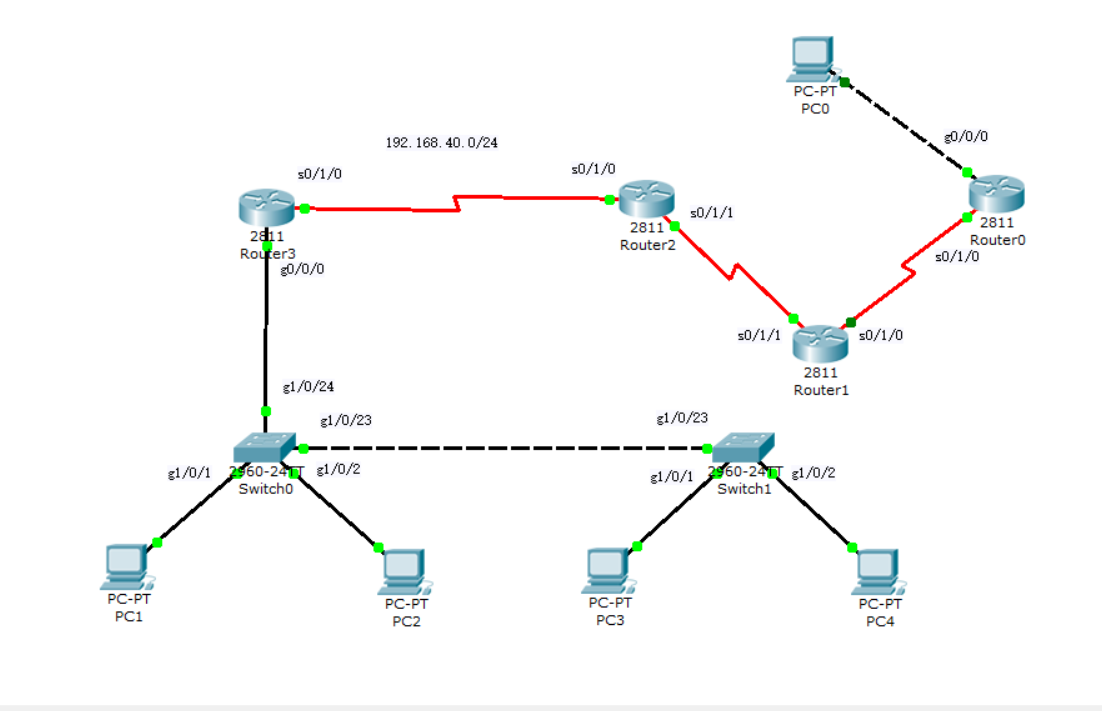 PC-PT
PC0
g0/0/0
192.168.40.0/24
s0/1/0
s0/1/0
2811
Router3
2811
Router2
s0/1/1
2811
Router0
s0/1/0
g0/0/0
s0/1/1
s0/1/0
2811
Router1
g1/0/24
g1/0/23
g1/0/23
g1/0/1
2960-24TT
Switch0
g1/0/2
g1/0/1
2960-24TT
Switch1
g1/0/2
PC-PT
PC1
PC-PT
PC2
PC-PT
PC3
PC-PT
PC4